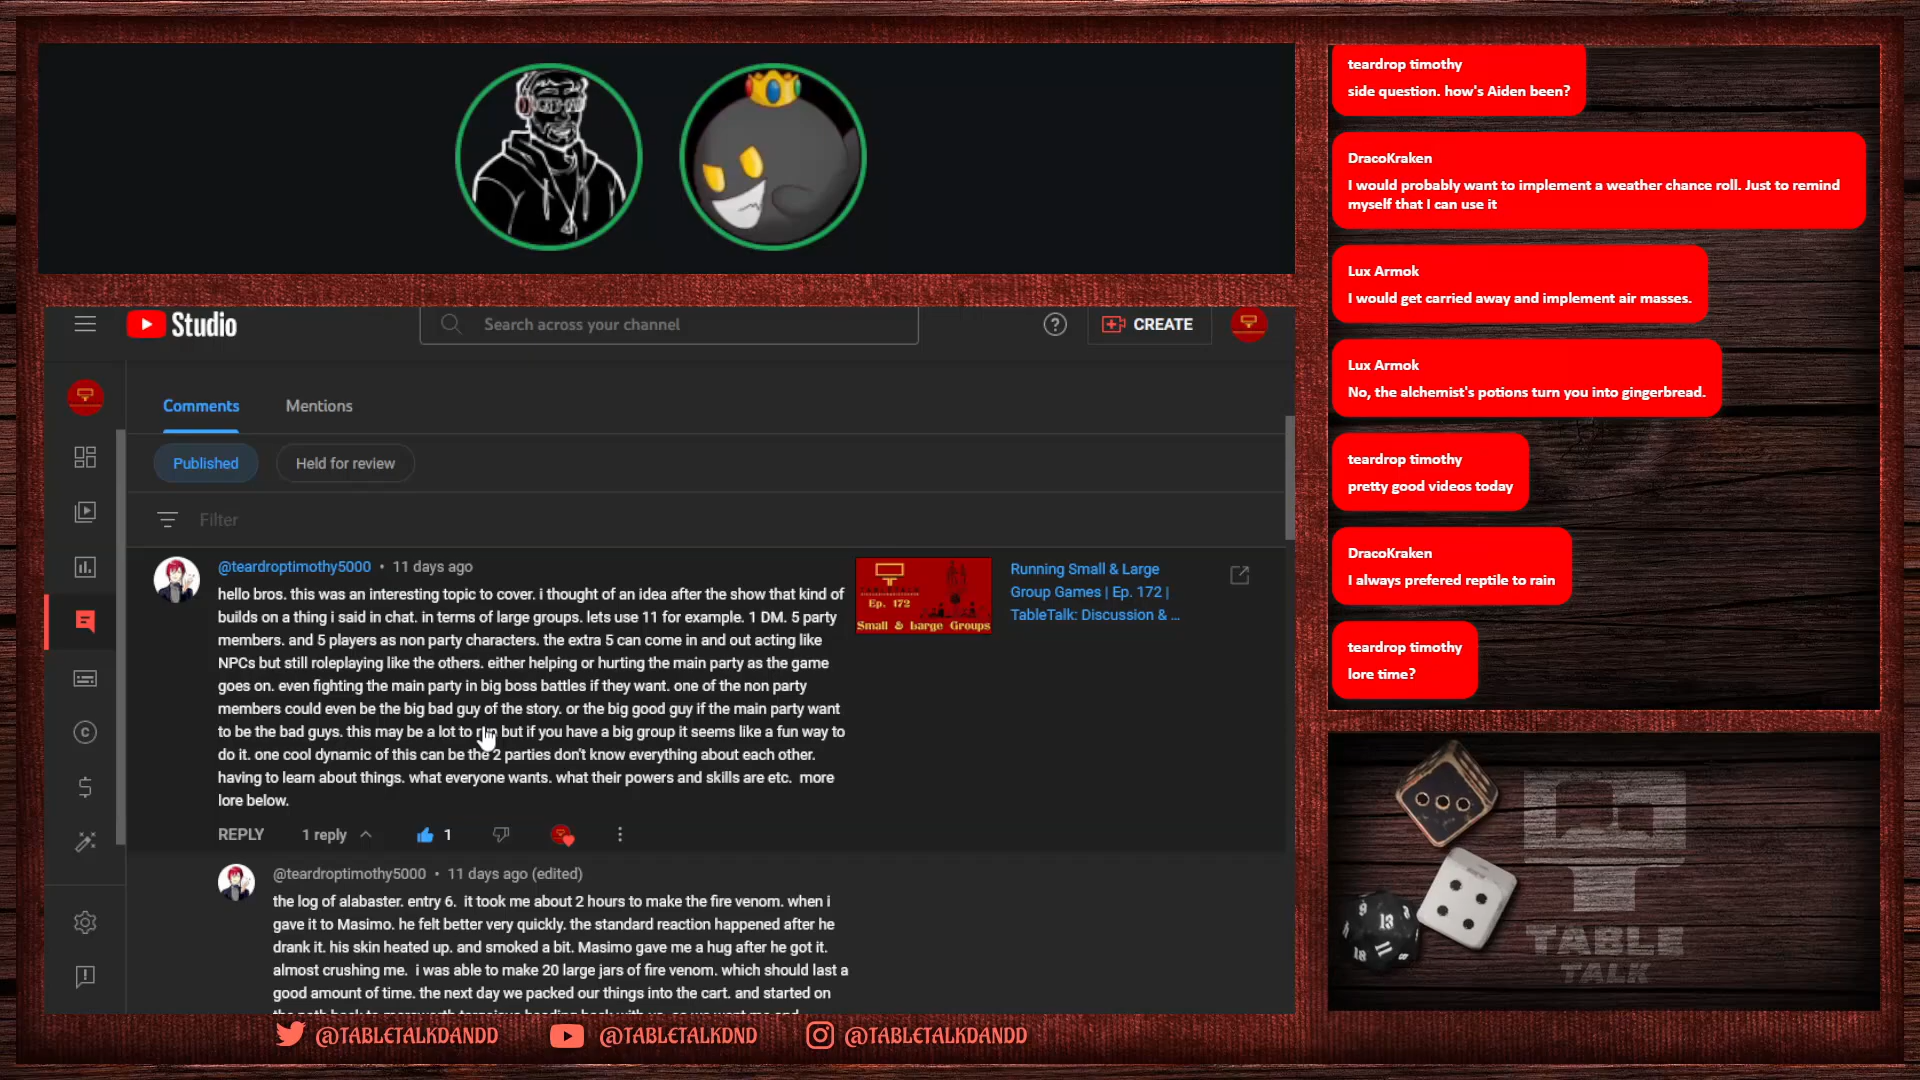 Studio
Search across your channel
CREATE
Comments
Mentions
Published
Held for review
Filter
@teardroptimothy5000 • 11 days ago
hello bros. this was an interesting topic to cover. i thought of an idea after the show that kind of
builds on a thing i said in chat. in terms of large groups. lets use 11 for example. 1 DM. 5 party
members. and 5 players as non party characters. the extra 5 can come in and out acting like
NPCs but still roleplaying like the others. either helping or hurting the main party as the game
goes on. even fighting the main party in big boss battles if they want. one of the non party
members could even be the big bad guy of the story. or the big good guy if the main party want
to be the bad guys. this may be a lot to but if you have a big group it seems like a fun way to
do it. one cool dynamic of this can be the 2 parties don't know everything about each other.
having to learn about things. what everyone wants. what their powers and skills are etc. more
lore below.
Ep. 172
Small & Large Groups
Running Small & Large
Group Games | Ep. 172 |
TableTalk: Discussion & ...
REPLY
1 reply
1
@teardroptimothy5000 • 11 days ago (edited)
the log of alabaster. entry 6. it took me about 2 hours to make the fire venom. when i
gave it to Masimo. he felt better very quickly. the standard reaction happened after he
drank it. his skin heated up. and smoked a bit. Masimo gave me a hug after he got it.
almost crushing me. i was able to make 20 large jars of fire venom. which should last a
good amount of time. the next day we packed our things into the cart. and started on
@TABLETALKDANDD
@TABLETALKDND
@TABLETALKDANDD
teardrop timothy
side question. how's Aiden been?
DracoKraken
I would probably want to implement a weather chance roll. Just to remind
myself that I can use it
Lux Armok
I would get carried away and implement air masses.
Lux Armok
No, the alchemist's potions turn you into gingerbread.
teardrop timothy
pretty good videos today
DracoKraken
I always prefered reptile to rain
teardrop timothy
lore time?
9
13
11
18
TABLE
TALK